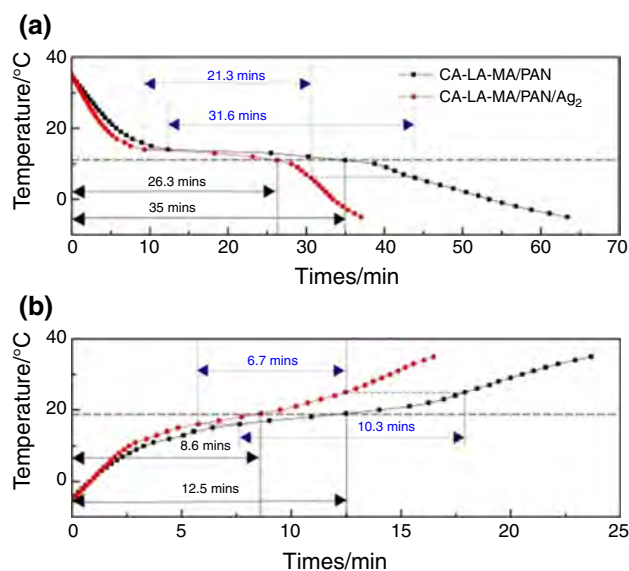 (a)
40
20
0
Temperature/°C
21.3 mins
31.6 mins
26.3 mins
35 mins
CA-LA-MA/PAN
CA-LA-MA/PAN/Ag₂
0 10 20 30 40 50 60 70
Times/min
(b)
40
20
0
Temperature/°C
6.7 mins
10.3 mins
8.6 mins
12.5 mins
0 5 10 15 20 25
Times/min